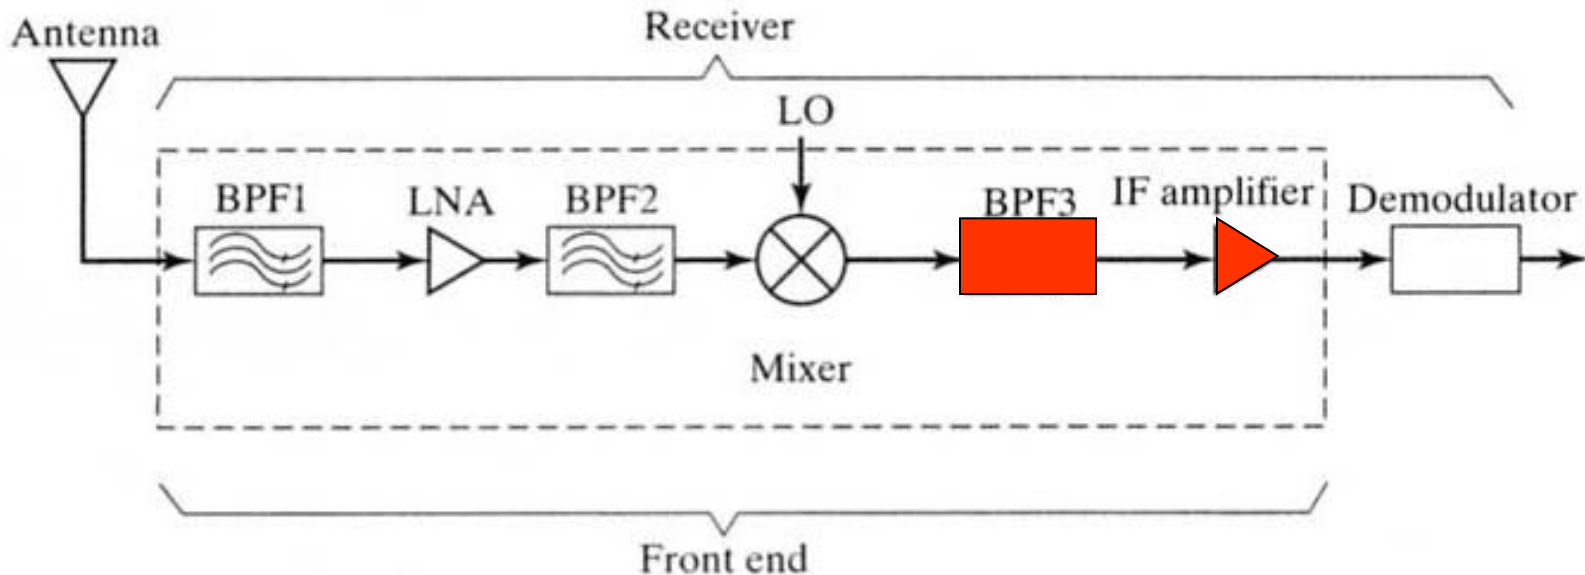 Antenna
Receiver
LO
BPF1
LNA
BPF2
BPF3
IF amplifier
Demodulator
Mixer
Front end